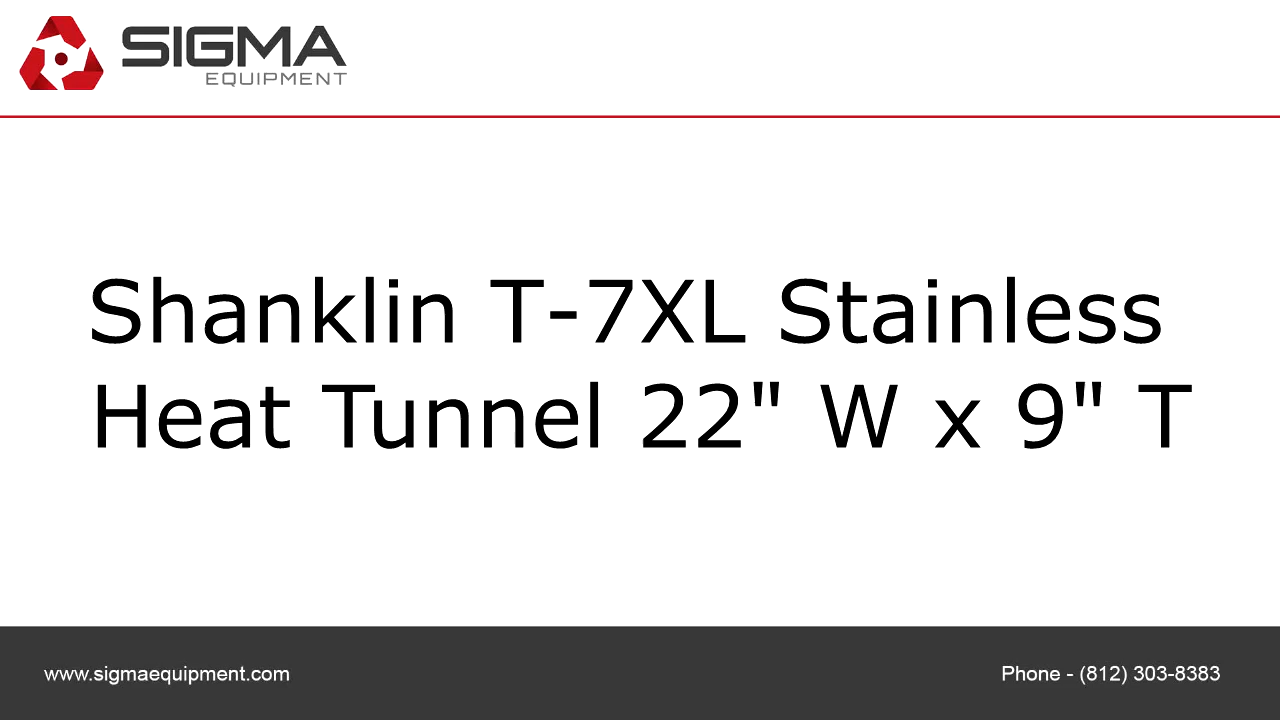 SIGMA
EQUIPMENT
Shanklin T-7XL Stainless
Heat Tunnel 22" W x 9" T
www.sigmaequipment.com
Phone - (812) 303-8383